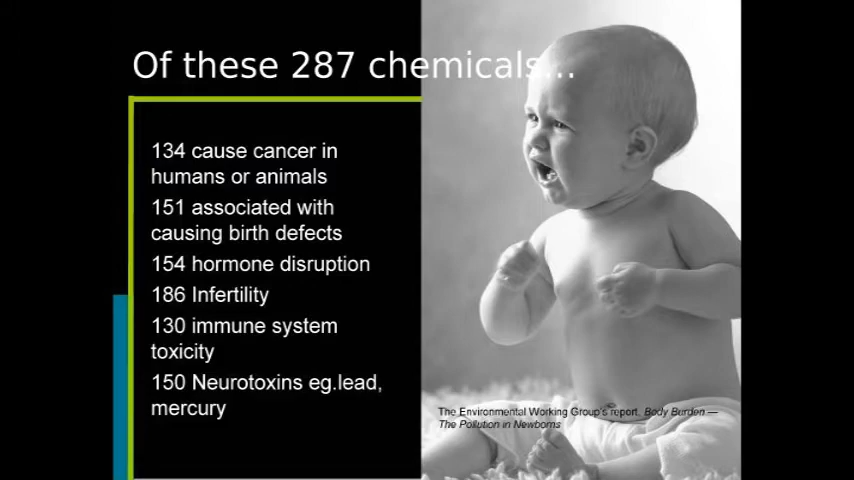 Of these 287 chemicals...
134 cause cancer in
humans or animals
151 associated with
causing birth defects
154 hormone disruption
186 Infertility
130 immune system
toxicity
150 Neurotoxins eg.lead,
mercury
The Environmental Working Group's report, Body Burden —
The Pollution in Newborns